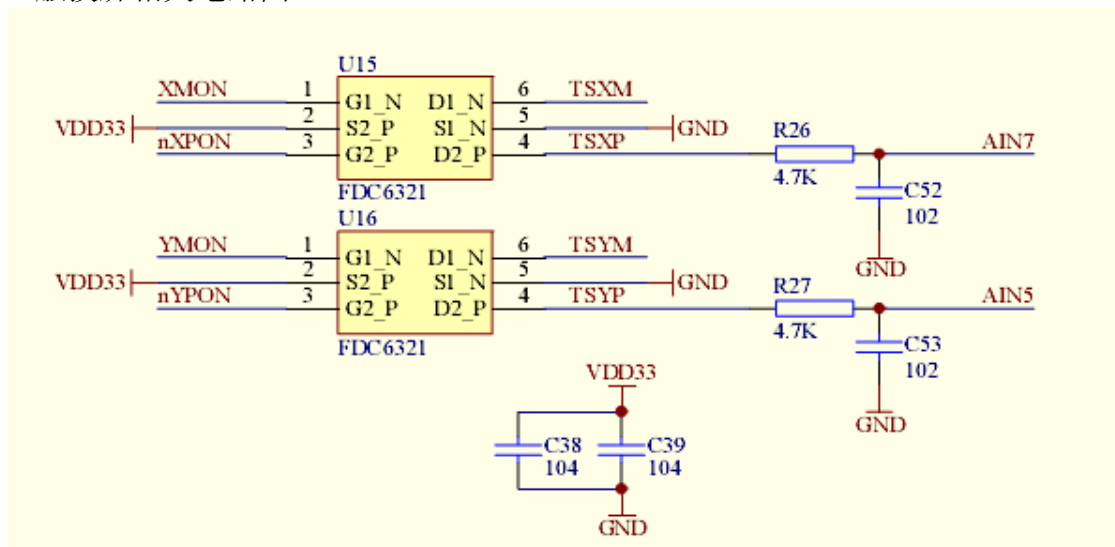 U15
XMON 1 G1_N D1_N 6 TSXM
VDD33 2 S2_P S1_N 5 GND
nXPON 3 G2_P D2_P 4 TSXP
R26
4.7K
AIN7
C52
102
GND
FDC6321
U16
YMON 1 G1_N D1_N 6 TSYM
VDD33 2 S2_P S1_N 5 GND
nYPON 3 G2_P D2_P 4 TSYP
R27
4.7K
AIN5
C53
102
GND
FDC6321
VDD33
C38 C39
104 104
GND